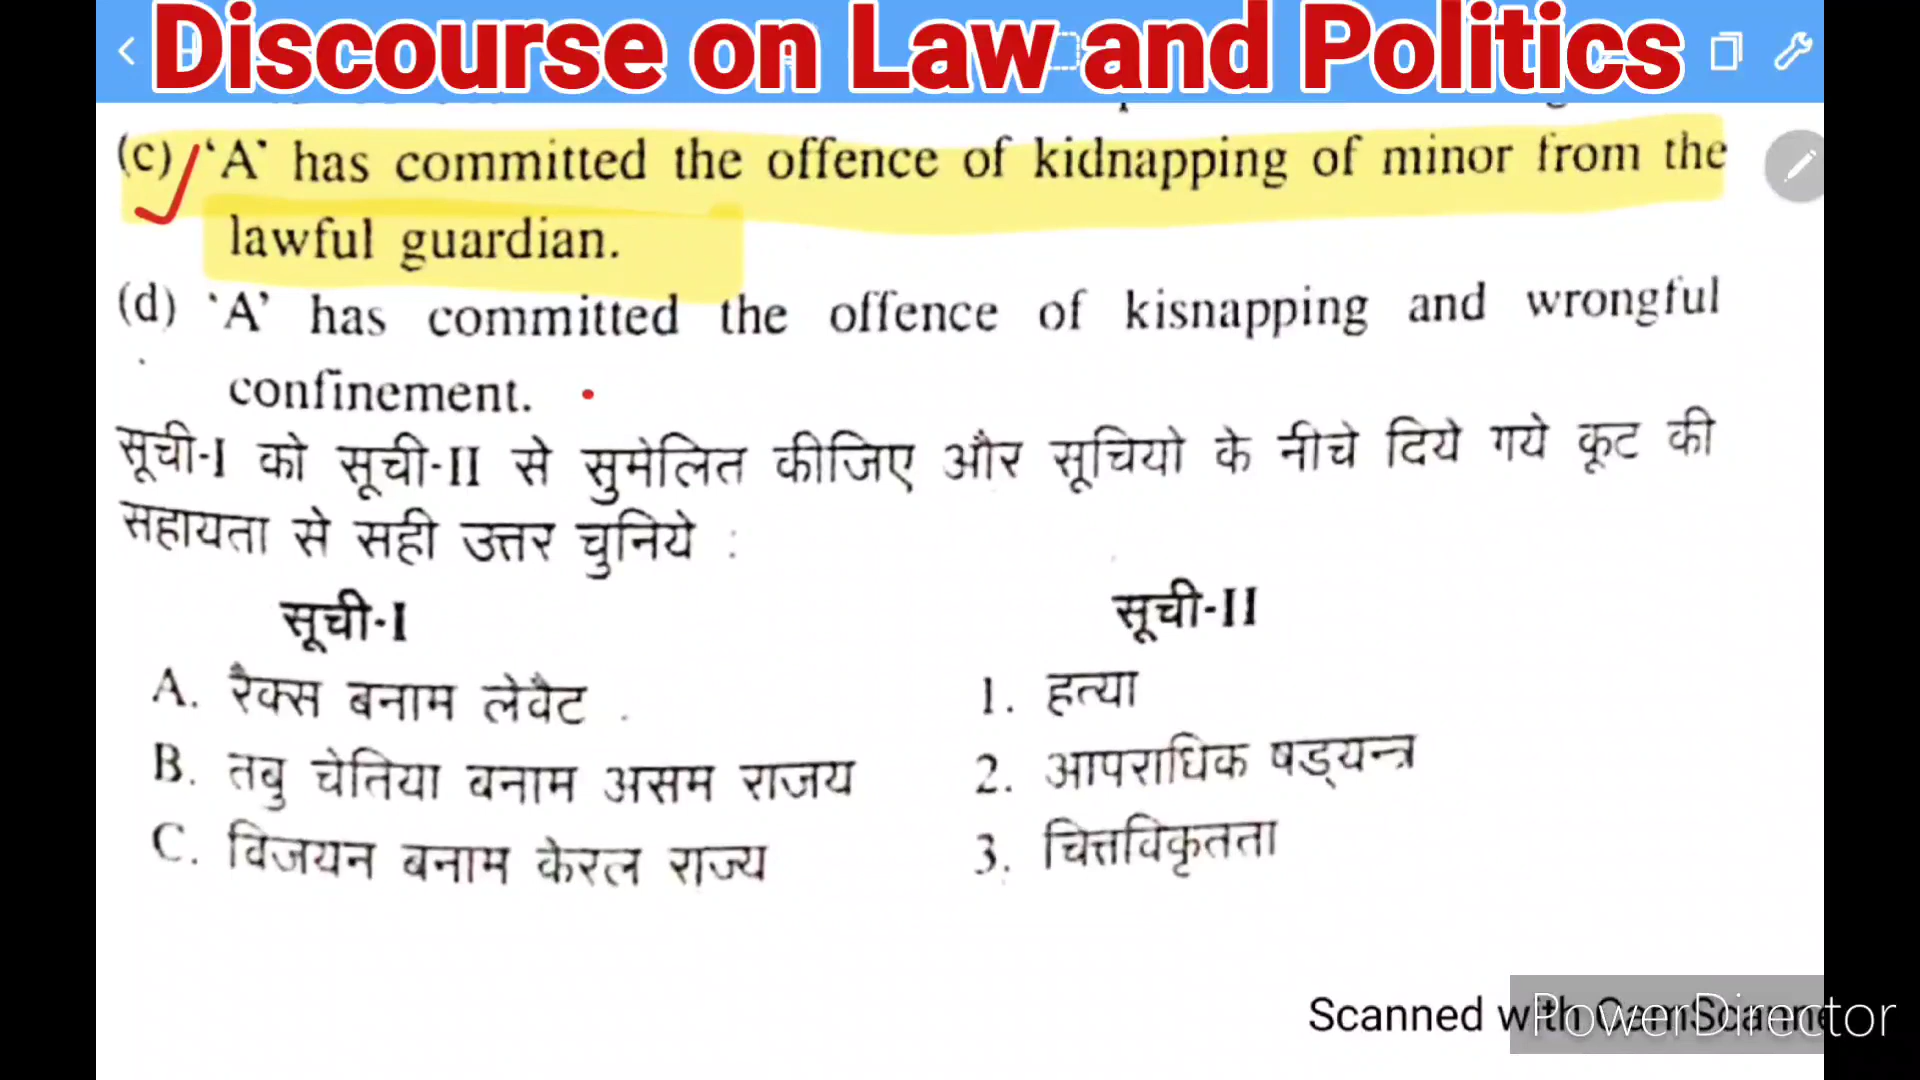 Discourse on Law and Politics
(c) 'A' has committed the offence of kidnapping of minor from the
lawful guardian.
(d) 'A' has committed the offence of kisnapping and wrongful
confinement.
सूची-I को सूची-II से सुमेलित कीजिए और सूचियो के नीचे दिये गये कूट की
सहायता से सही उत्तर चुनिये :
सूची-I सूची-II
A. रैक्स बनाम लेवैट 1. हत्या
B. तबु चेतिया बनाम असम राजय 2. आपराधिक षड्यन्त्र
C. विजयन बनाम केरल राज्य 3. चित्तविकृतता
Scanned with CamScanne
PowerDirector